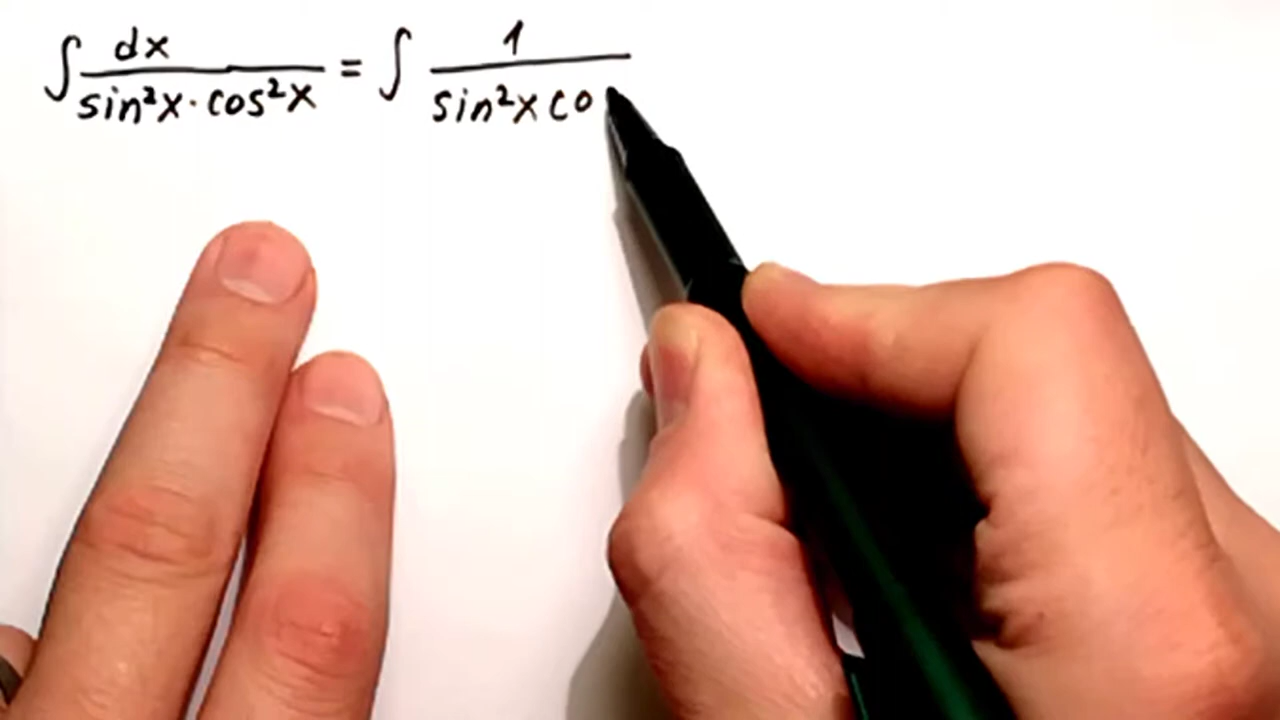 ∫ dx / sin²x · cos²x = ∫ 1 / sin²x co